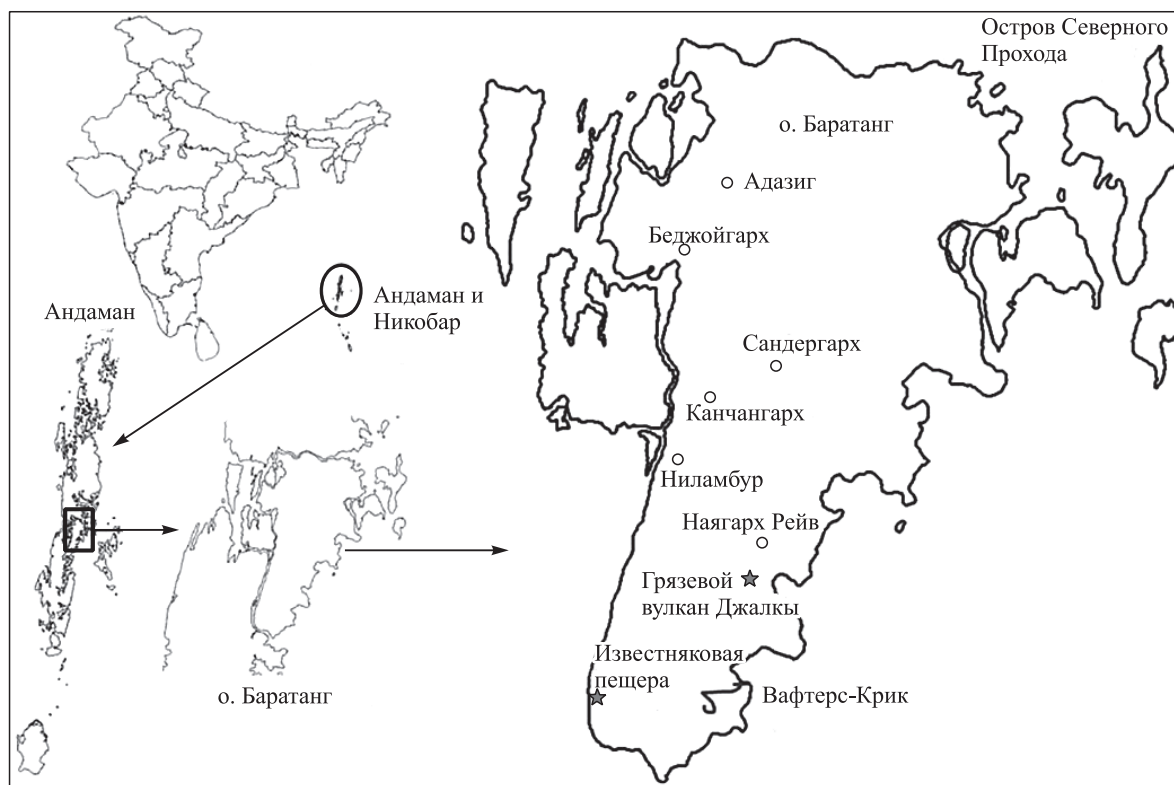 Остров Северного
Прохода
о. Баратанг
Адазиг
Беджойгарх
Андаман и
Никобар
Андаман
Сандергарх
Канчангарх
Ниламбур
Наягарх Рейв
Грязевой
вулкан Джалкы
Известняковая
пещера
Вафтерс-Крик
о. Баратанг